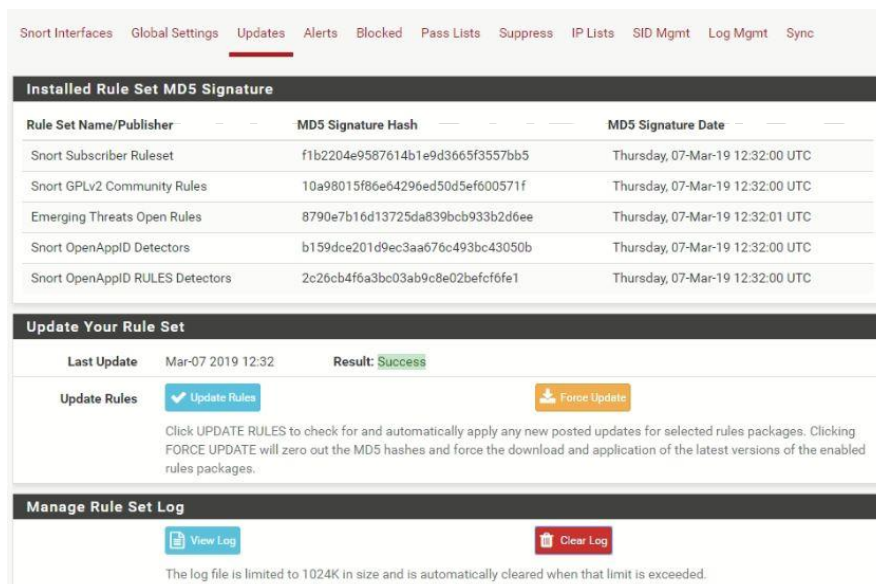 Snort Interfaces Global Settings Updates Alerts Blocked Pass Lists Suppress IP Lists SID Mgmt Log Mgmt Sync
Installed Rule Set MD5 Signature
Rule Set Name/Publisher MD5 Signature Hash MD5 Signature Date
Snort Subscriber Ruleset f1b2204e9587614b1e9d3665f3557bb5 Thursday, 07-Mar-19 12:32:00 UTC
Snort GPLv2 Community Rules 10a98015f86e64296ed50d5ef600571f Thursday, 07-Mar-19 12:32:00 UTC
Emerging Threats Open Rules 8790e7b16d13725da839bcb933b2d6ee Thursday, 07-Mar-19 12:32:01 UTC
Snort OpenAppID Detectors b159dce201d9ec3aa676c493bc43050b Thursday, 07-Mar-19 12:32:00 UTC
Snort OpenAppID RULES Detectors 2c26cb4f6a3bc03ab9c8e02befcf6fe1 Thursday, 07-Mar-19 12:32:00 UTC
Update Your Rule Set
Last Update Mar-07 2019 12:32 Result: Success
Update Rules Update Rules Force Update
Click UPDATE RULES to check for and automatically apply any new posted updates for selected rules packages. Clicking
FORCE UPDATE will zero out the MD5 hashes and force the download and application of the latest versions of the enabled
rules packages.
Manage Rule Set Log
View Log Clear Log
The log file is limited to 1024K in size and is automatically cleared when that limit is exceeded.